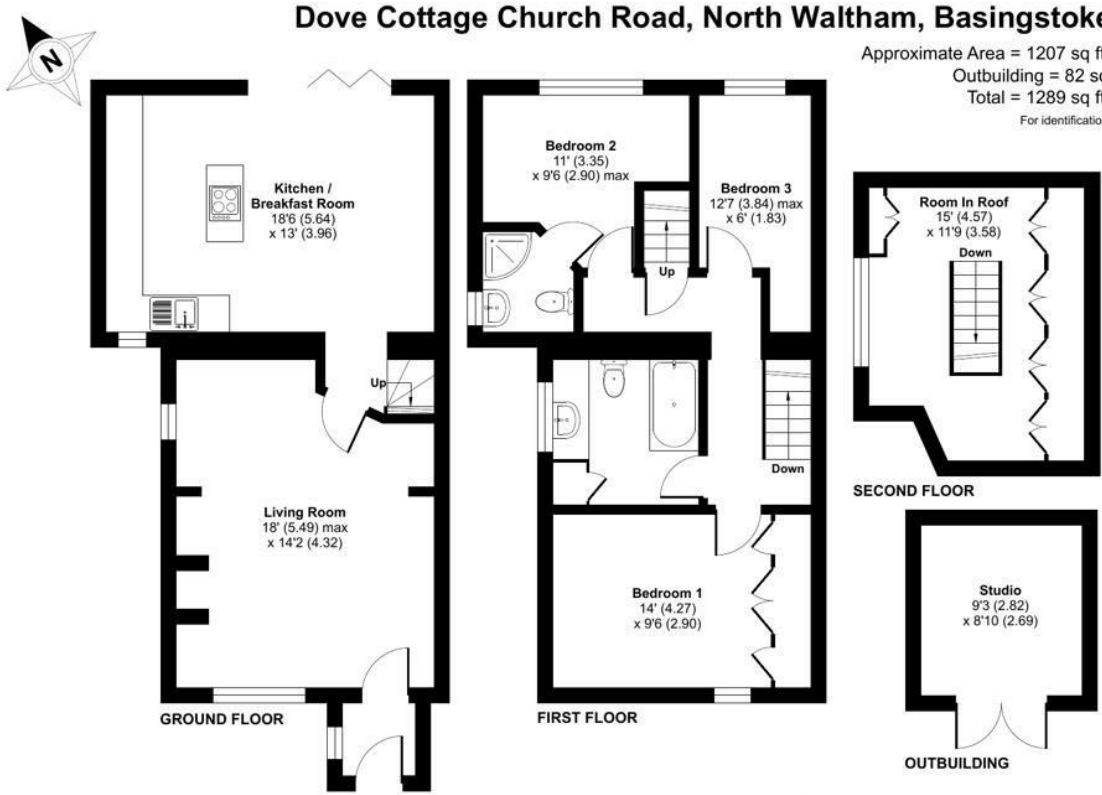 Dove Cottage Church Road, North Waltham, Basingstoke
Approximate Area = 1207 sq ft
Outbuilding = 82 sq
Total = 1289 sq ft
For identification
N
Kitchen /
Breakfast Room
18'6 (5.64)
x 13' (3.96)
Up
Living Room
18' (5.49) max
x 14'2 (4.32)
GROUND FLOOR
Bedroom 2
11' (3.35)
x 9'6 (2.90) max
Bedroom 3
12'7 (3.84) max
x 6' (1.83)
Up
Down
Bedroom 1
14' (4.27)
x 9'6 (2.90)
FIRST FLOOR
Room In Roof
15' (4.57)
x 11'9 (3.58)
Down
SECOND FLOOR
Studio
9'3 (2.82)
x 8'10 (2.69)
OUTBUILDING